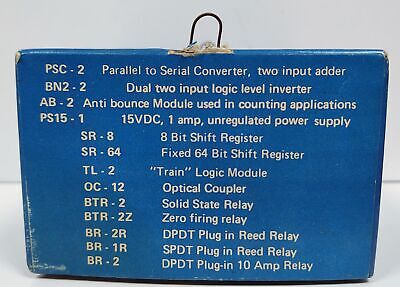 PSC - 2 Parallel to Serial Converter, two input adder
BN2 - 2 Dual two input logic level inverter
AB - 2 Anti bounce Module used in counting applications
PS15 - 1 15VDC, 1 amp, unregulated power supply
SR - 8 8 Bit Shift Register
SR - 64 Fixed 64 Bit Shift Register
TL - 2 "Train" Logic Module
OC - 12 Optical Coupler
BTR - 2 Solid State Relay
BTR - 2Z Zero firing relay
BR - 2R DPDT Plug in Reed Relay
BR - 1R SPDT Plug in Reed Relay
BR - 2 DPDT Plug-in 10 Amp Relay